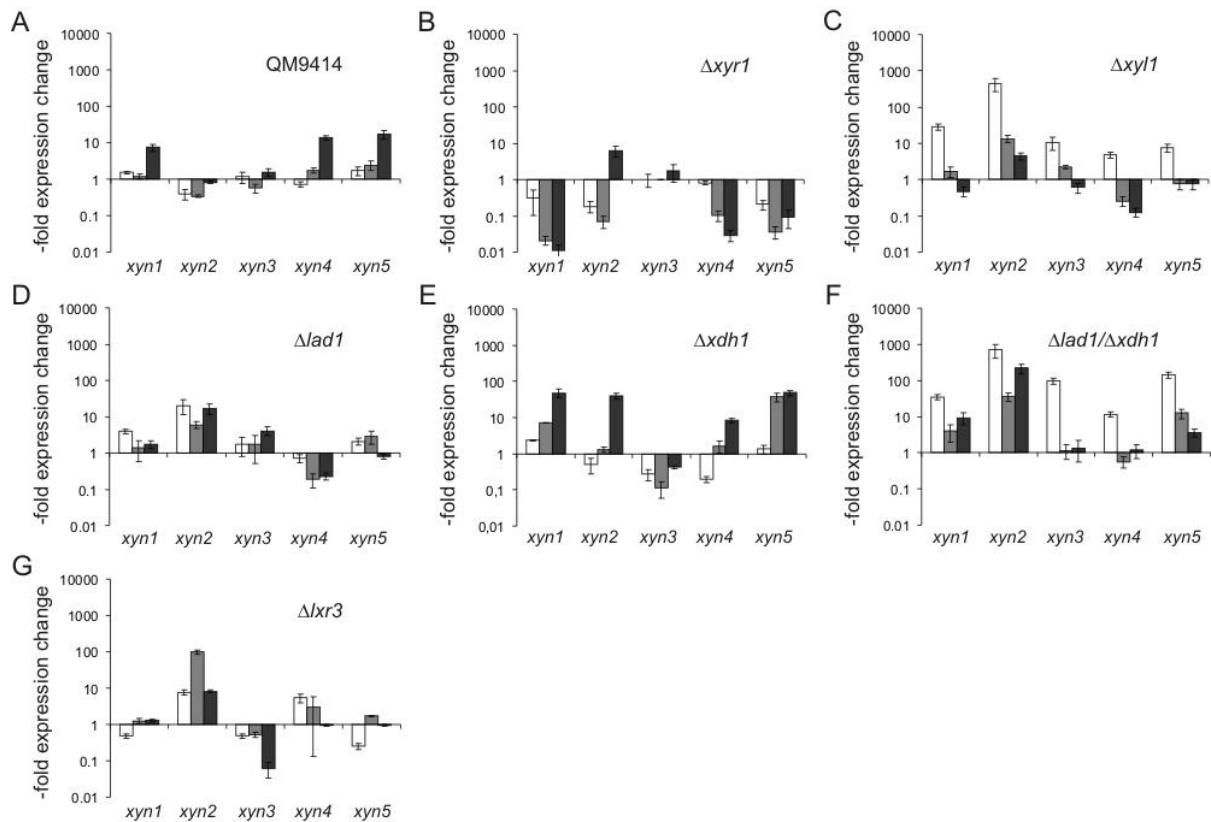 A
QM9414
-fold expression change
10000
1000
100
10
1
0.1
0.01
xyn1 xyn2 xyn3 xyn4 xyn5
B
Δxyr1
-fold expression change
10000
1000
100
10
1
0.1
0.01
xyn1 xyn2 xyn3 xyn4 xyn5
C
Δxyl1
-fold expression change
10000
1000
100
10
1
0.1
0.01
xyn1 xyn2 xyn3 xyn4 xyn5
D
Δlad1
-fold expression change
10000
1000
100
10
1
0.1
0.01
xyn1 xyn2 xyn3 xyn4 xyn5
E
Δxdh1
-fold expression change
10000
1000
100
10
1
0.1
0,01
xyn1 xyn2 xyn3 xyn4 xyn5
F
Δlad1/Δxdh1
-fold expression change
10000
1000
100
10
1
0.1
0.01
xyn1 xyn2 xyn3 xyn4 xyn5
G
Δlxr3
-fold expression change
10000
1000
100
10
1
0.1
0.01
xyn1 xyn2 xyn3 xyn4 xyn5